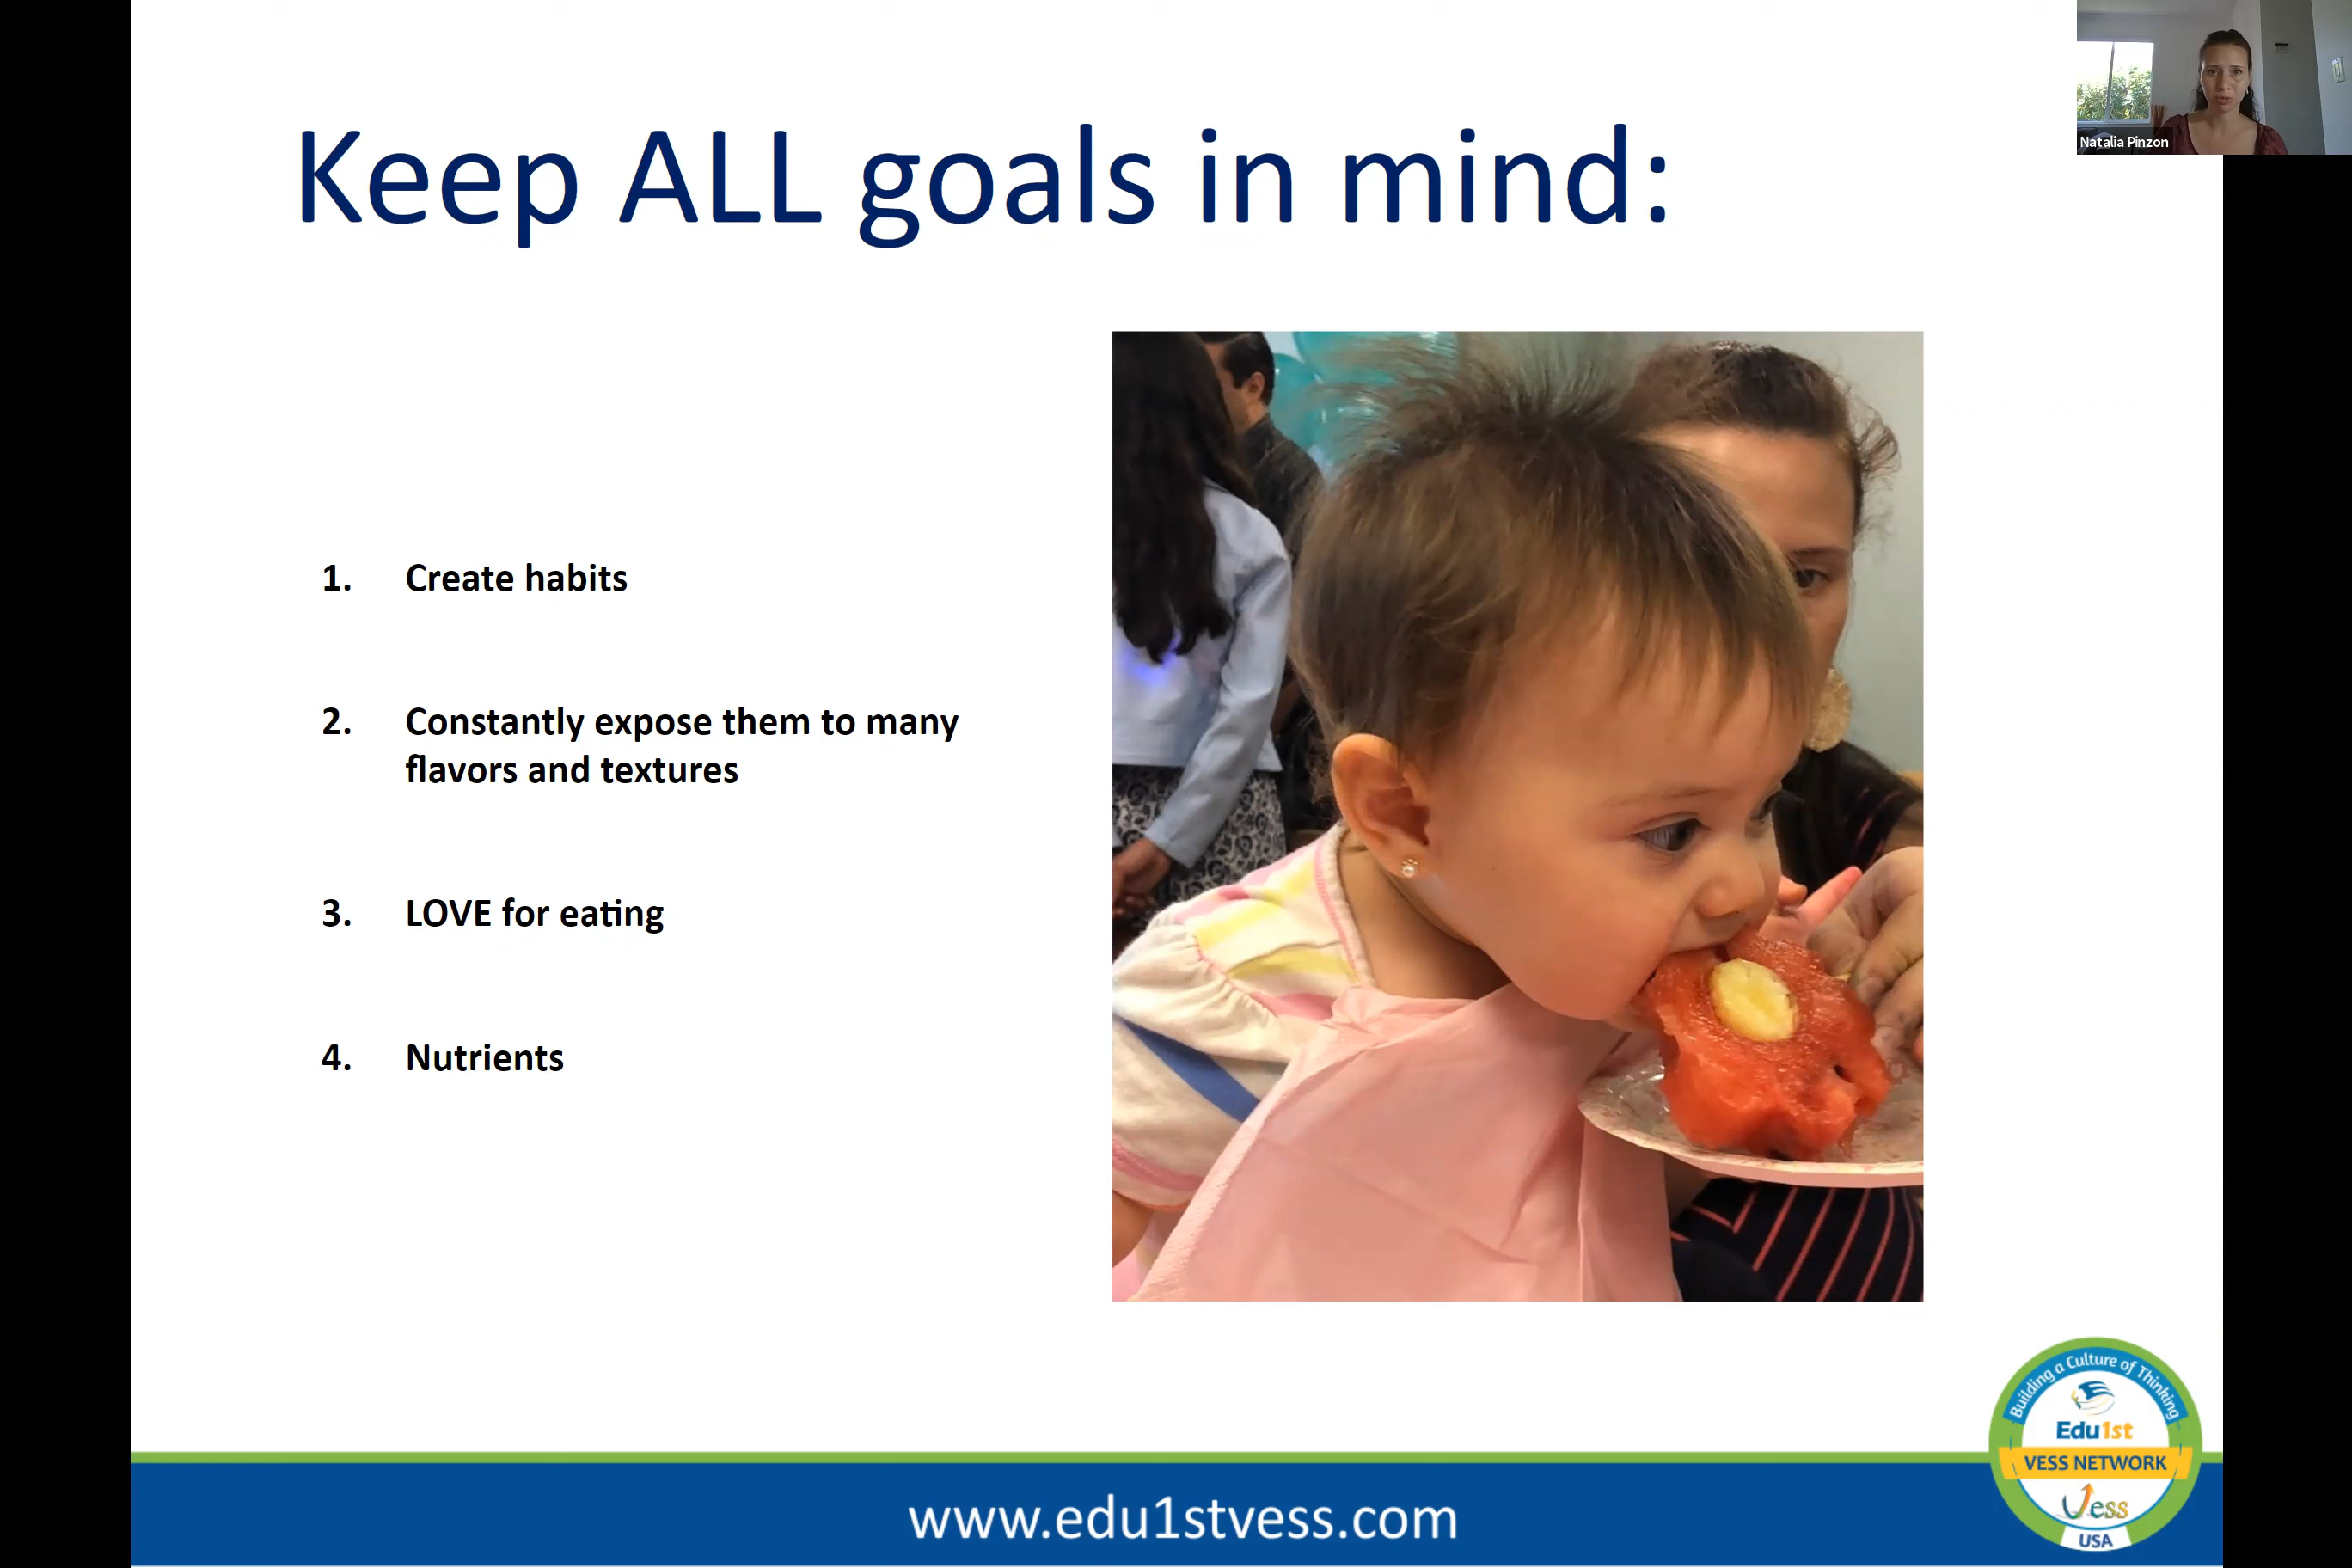 Keep ALL goals in mind:
Natalia Pinzon
1. Create habits
2. Constantly expose them to many
flavors and textures
3. LOVE for eating
4. Nutrients
Building a Culture of Thinking
Edu1st
VESS NETWORK
Vess
USA
www.edu1stvess.com